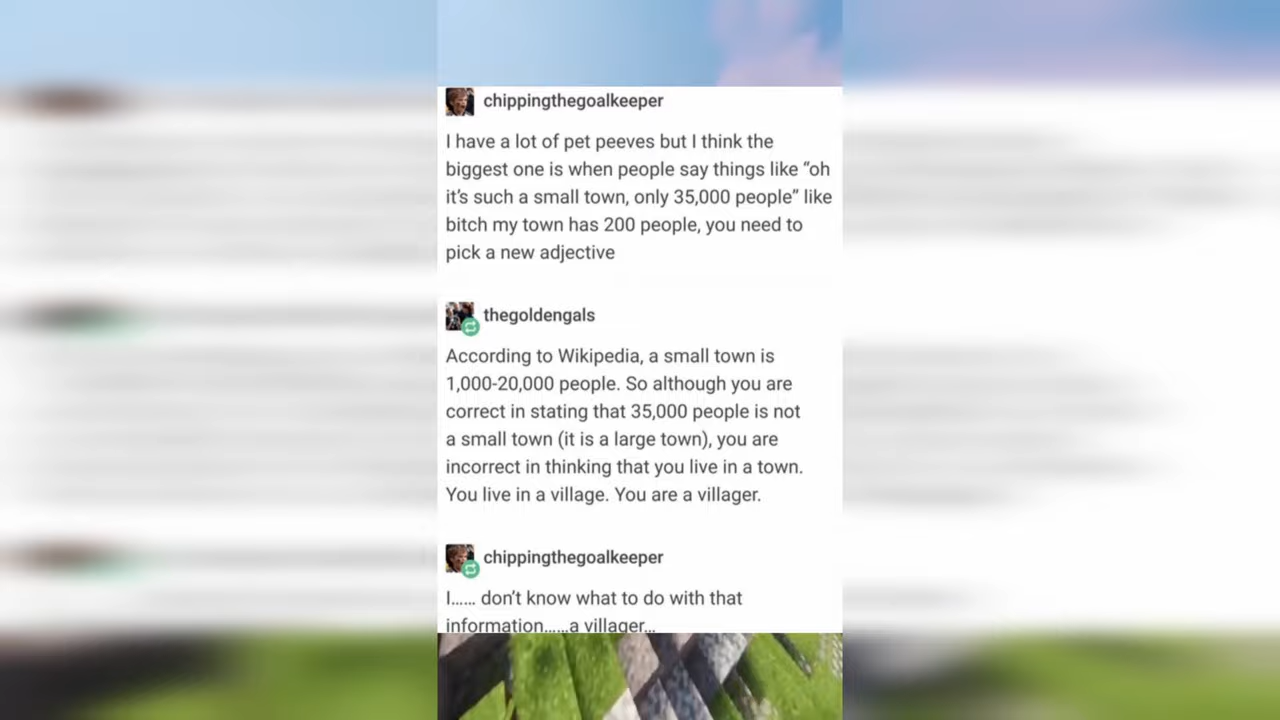 chippingthegoalkeeper
I have a lot of pet peeves but I think the
biggest one is when people say things like “oh
it’s such a small town, only 35,000 people” like
bitch my town has 200 people, you need to
pick a new adjective
thegoldengals
According to Wikipedia, a small town is
1,000-20,000 people. So although you are
correct in stating that 35,000 people is not
a small town (it is a large town), you are
incorrect in thinking that you live in a town.
You live in a village. You are a villager.
chippingthegoalkeeper
I...... don’t know what to do with that
information......a villager...